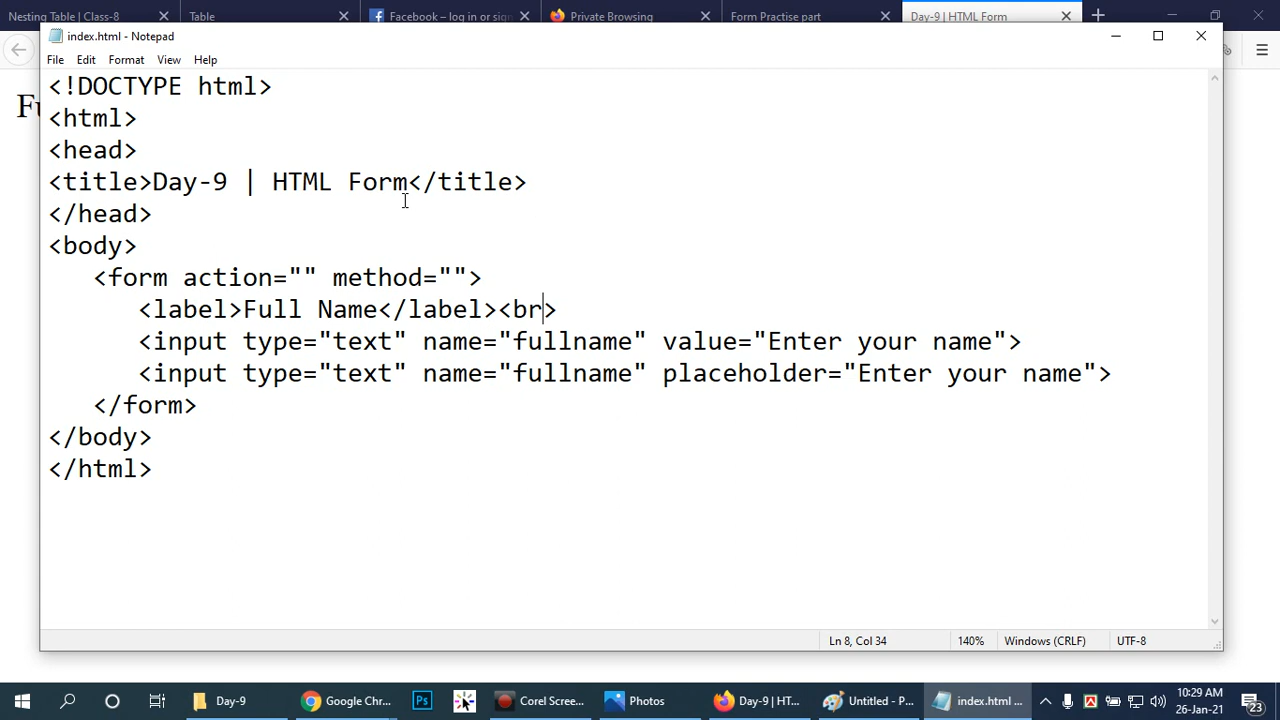 Nesting Table | Class-8
Table
Facebook – log in or sign
Private Browsing
Form Practise part
Day-9 | HTML Form
index.html - Notepad
File Edit Format View Help
<!DOCTYPE html>
<html>
<head>
<title>Day-9 | HTML Form</title>
</head>
<body>
<form action="" method="">
<label>Full Name</label><br>
<input type="text" name="fullname" value="Enter your name">
<input type="text" name="fullname" placeholder="Enter your name">
</form>
</body>
</html>
Ln 8, Col 34 140% Windows (CRLF) UTF-8
Day-9
Google Chr...
Ps
Corel Scree...
Photos
Day-9 | HT...
Untitled - P...
index.html ...
10:29 AM
26-Jan-21
23